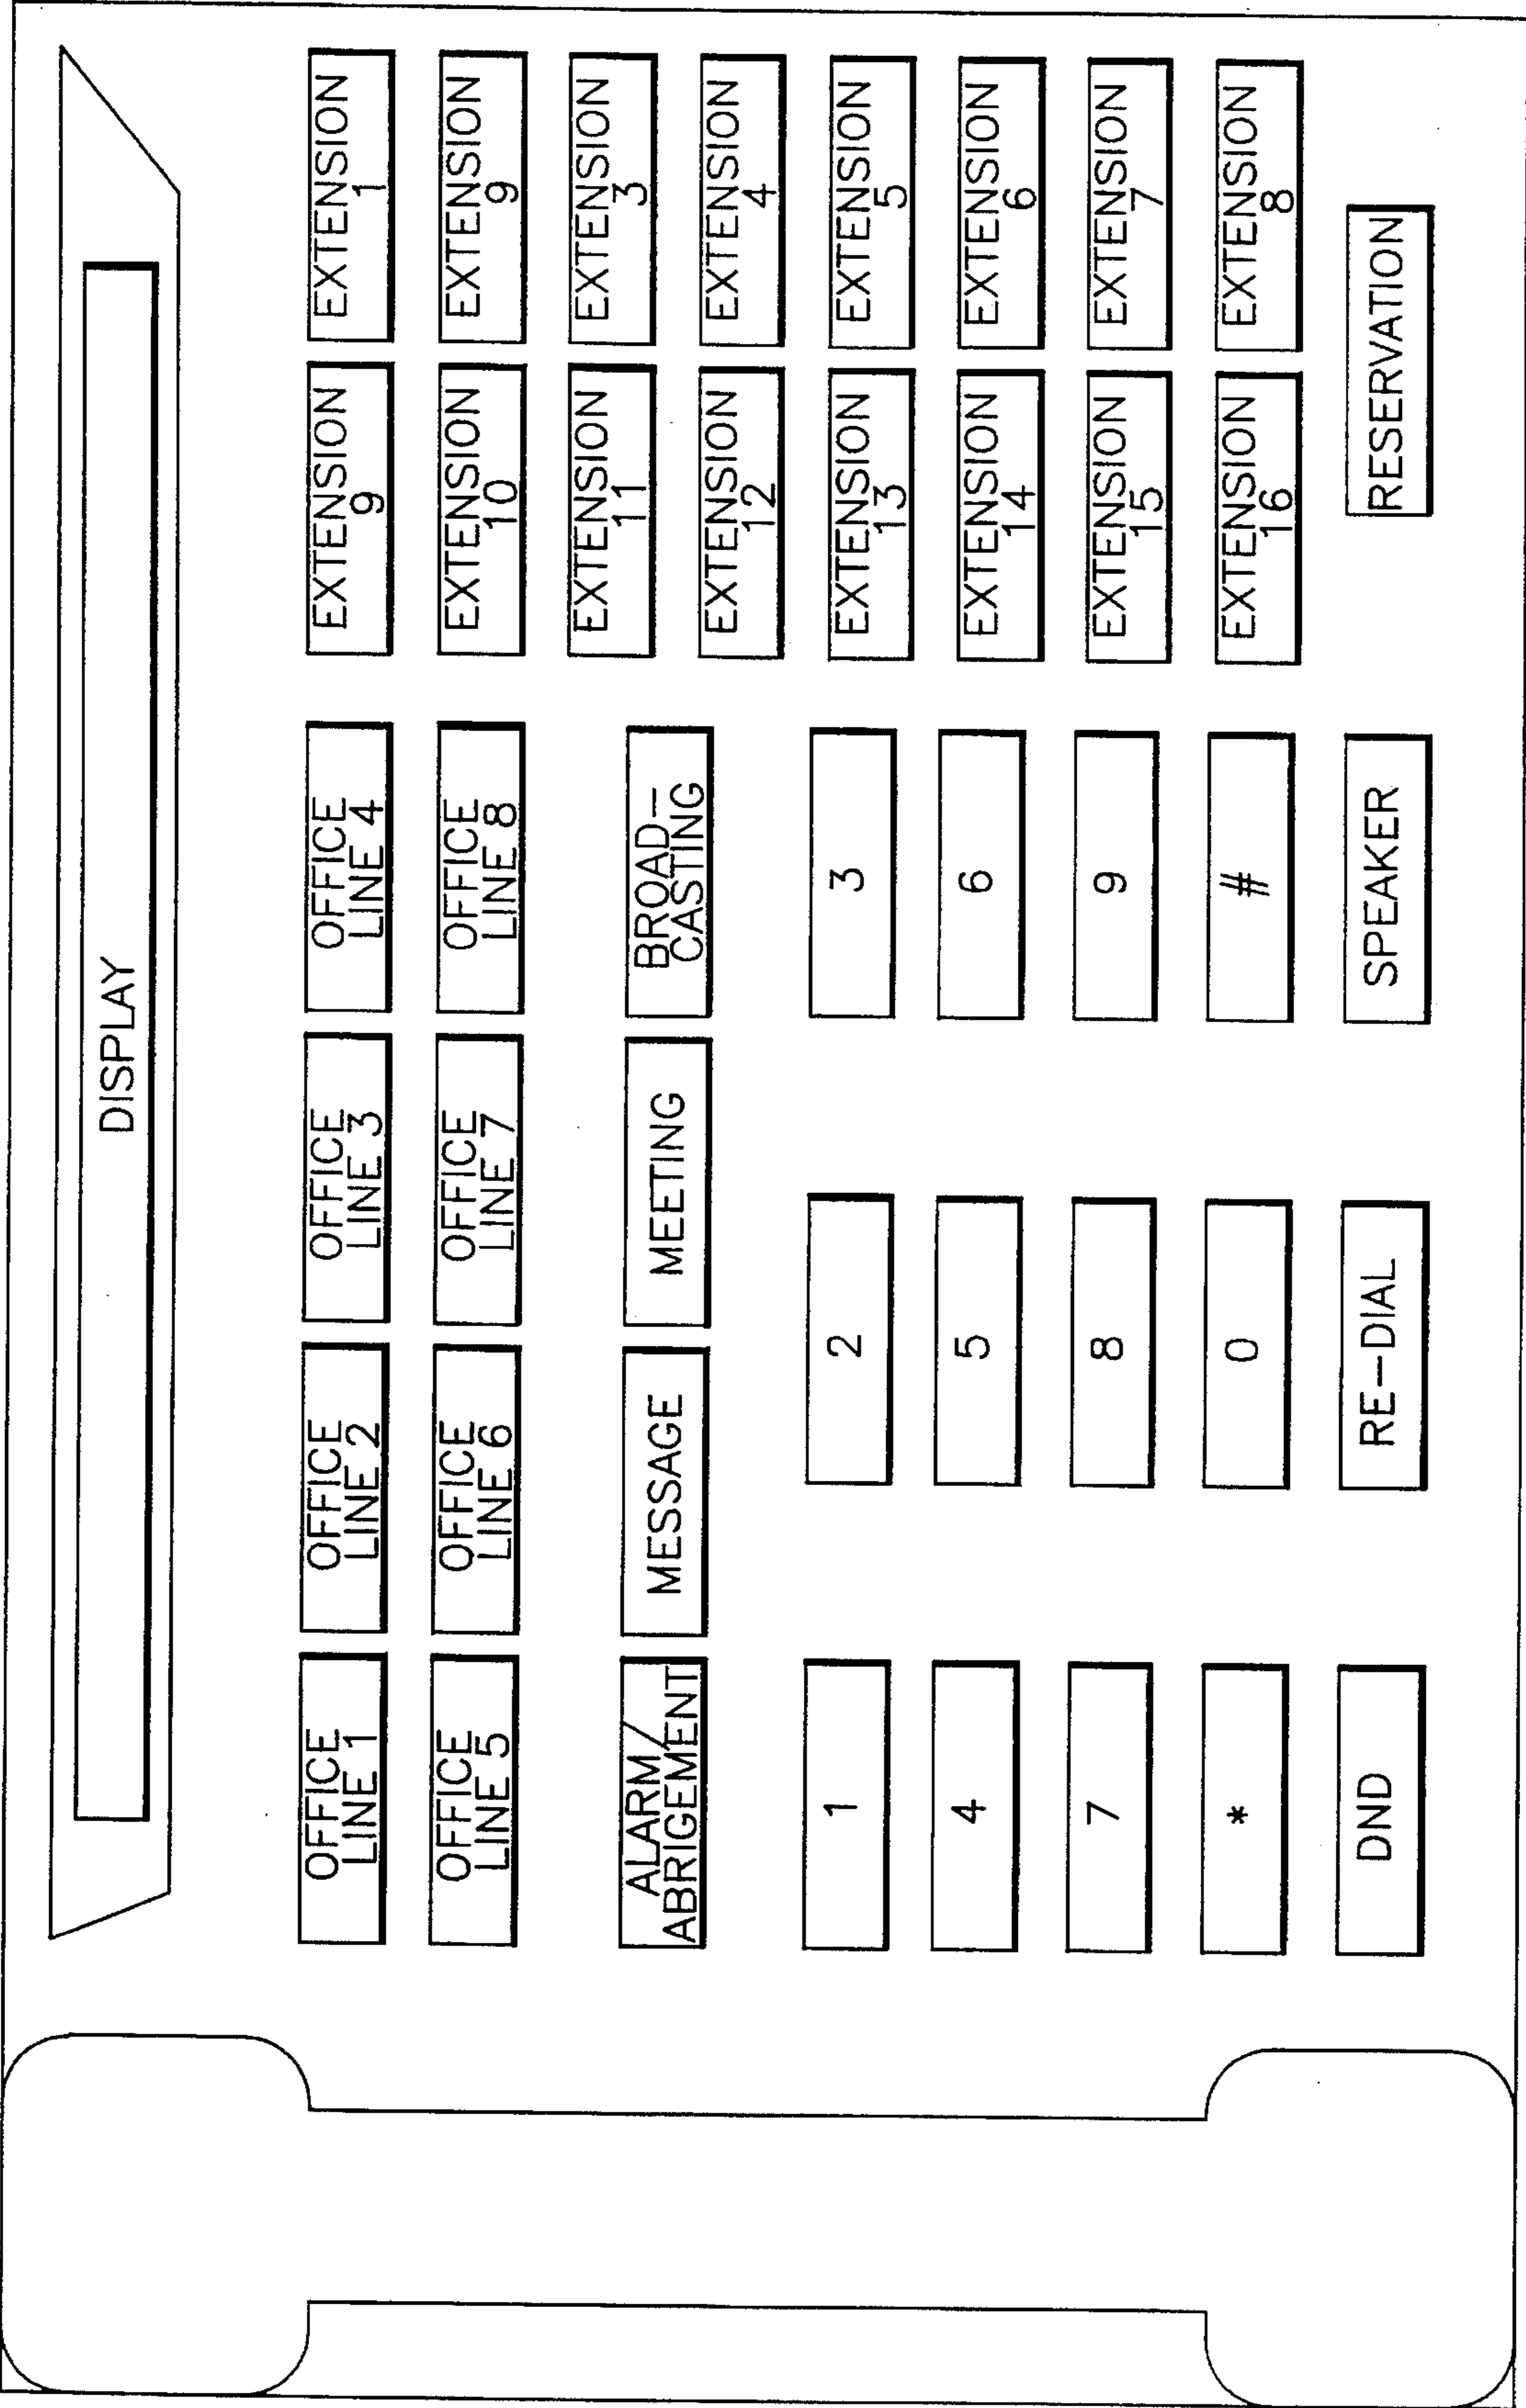 DISPLAY
OFFICE
LINE 1
OFFICE
LINE 2
OFFICE
LINE 3
OFFICE
LINE 4
EXTENSION
9
EXTENSION
1
OFFICE
LINE 5
OFFICE
LINE 6
OFFICE
LINE 7
OFFICE
LINE 8
EXTENSION
10
EXTENSION
9
EXTENSION
11
EXTENSION
3
ALARM/
ABRIGEMENT
MESSAGE
MEETING
BROAD-
CASTING
EXTENSION
12
EXTENSION
4
1
2
3
EXTENSION
13
EXTENSION
5
4
5
6
EXTENSION
14
EXTENSION
6
7
8
9
EXTENSION
15
EXTENSION
7
*
0
#
EXTENSION
16
EXTENSION
8
DND
RE-DIAL
SPEAKER
RESERVATION